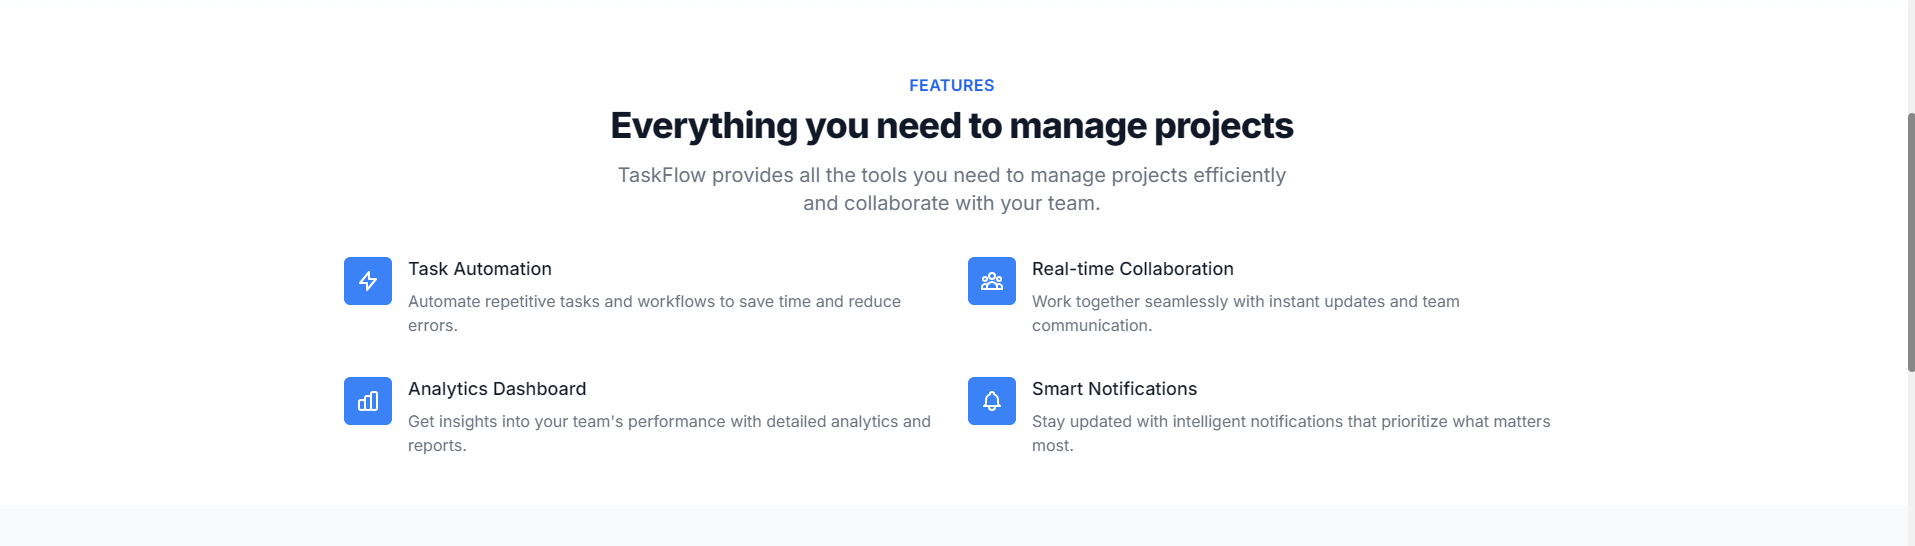 FEATURES
Everything you need to manage projects
TaskFlow provides all the tools you need to manage projects efficiently
and collaborate with your team.
Task Automation
Automate repetitive tasks and workflows to save time and reduce
errors.
Real-time Collaboration
Work together seamlessly with instant updates and team
communication.
Analytics Dashboard
Get insights into your team's performance with detailed analytics and
reports.
Smart Notifications
Stay updated with intelligent notifications that prioritize what matters
most.